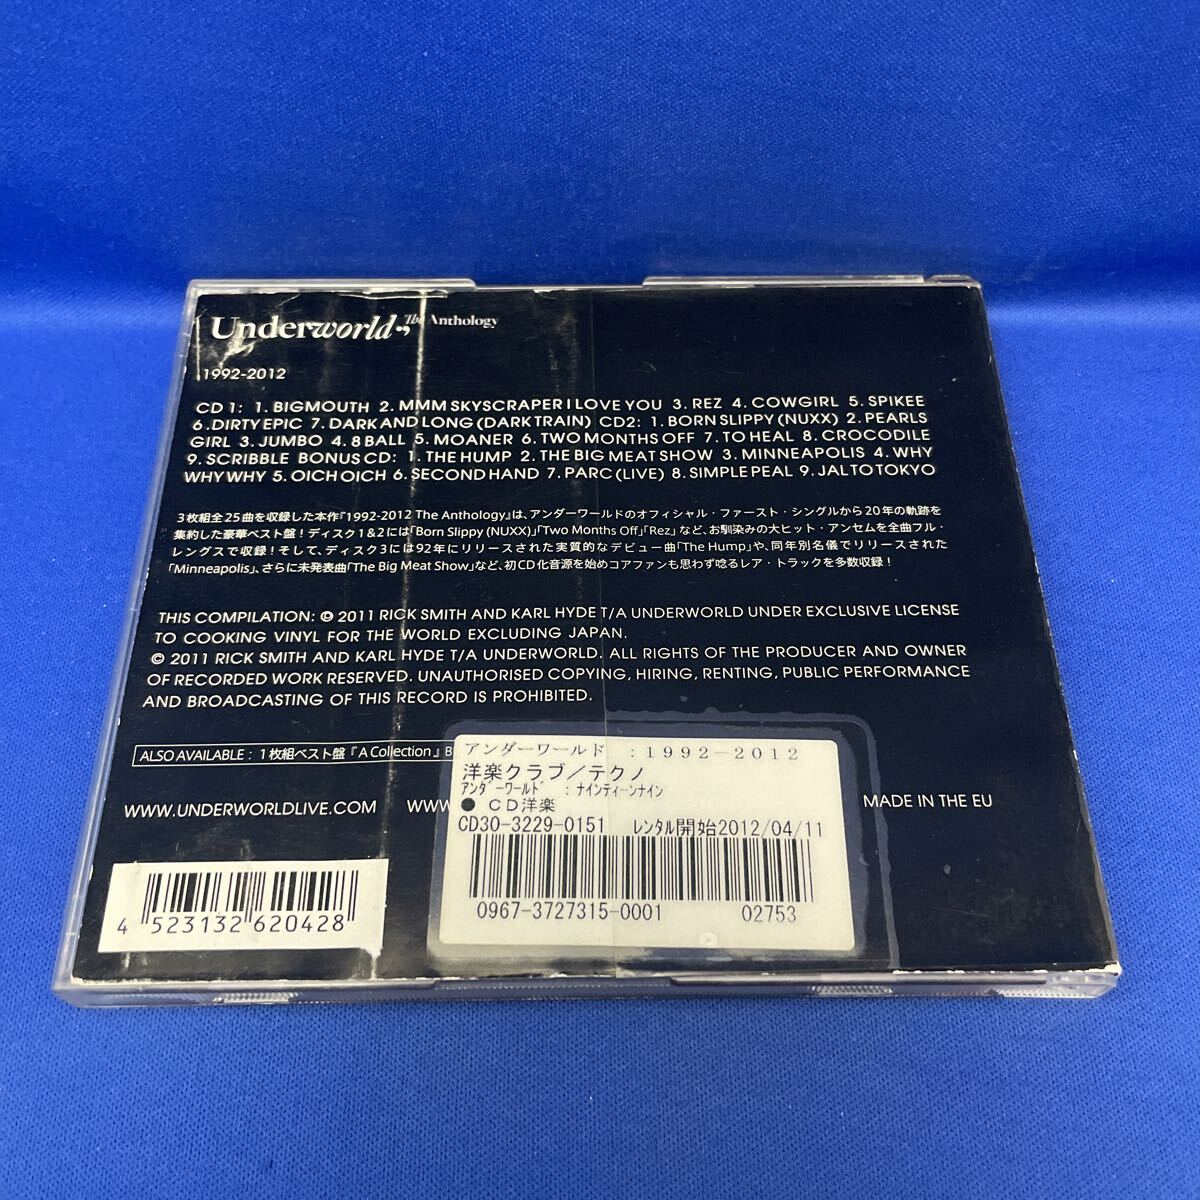 Underworld The Anthology
1992-2012
CD 1: 1. BIGMOUTH 2. MMM SKYSCRAPER I LOVE YOU 3. REZ 4. COWGIRL 5. SPIKEE
6. DIRTY EPIC 7. DARK AND LONG (DARK TRAIN) CD2: 1. BORN SLIPPY (NUXX) 2. PEARLS
GIRL 3. JUMBO 4. 8 BALL 5. MOANER 6. TWO MONTHS OFF 7. TO HEAL 8. CROCODILE
9. SCRIBBLE BONUS CD: 1. THE HUMP 2. THE BIG MEAT SHOW 3. MINNEAPOLIS 4. WHY
WHY WHY 5. OICH OICH 6. SECOND HAND 7. PARC (LIVE) 8. SIMPLE PEAL 9. JAL TO TOKYO
3枚組全25曲を収録した本作『1992-2012 The Anthology』は、アンダーワールドのオフィシャル・ファースト・シングルから20年の軌跡を
集約した豪華ベスト盤！ディスク1&2には「Born Slippy (NUXX)」「Two Months Off」「Rez」など、お馴染みの大ヒット・アンセムを全曲フル・
レングスで収録！そして、ディスク3には92年にリリースされた実質的なデビュー曲「The Hump」や、同年別名儀でリリースされた
「Minneapolis」、さらに未発表曲「The Big Meat Show」など、初CD化音源を始めコアファンも思わず唸るレア・トラックを多数収録！
THIS COMPILATION: ℗ 2011 RICK SMITH AND KARL HYDE T/A UNDERWORLD UNDER EXCLUSIVE LICENSE
TO COOKING VINYL FOR THE WORLD EXCLUDING JAPAN.
© 2011 RICK SMITH AND KARL HYDE T/A UNDERWORLD. ALL RIGHTS OF THE PRODUCER AND OWNER
OF RECORDED WORK RESERVED. UNAUTHORISED COPYING, HIRING, RENTING, PUBLIC PERFORMANCE
AND BROADCASTING OF THIS RECORD IS PROHIBITED.
ALSO AVAILABLE : 1枚組ベスト盤『A Collection』B
WWW.UNDERWORLDLIVE.COM WWW
MADE IN THE EU
アンダーワールド :1992-2012
洋楽クラブ/テクノ
ｱﾝﾀﾞｰﾜｰﾙﾄﾞ : ﾅｲﾝﾃｨｰﾝﾅｲﾝ
● CD洋楽
CD30-3229-0151 ﾚﾝﾀﾙ開始2012/04/11
0967-3727315-0001 02753
4 523132 620428